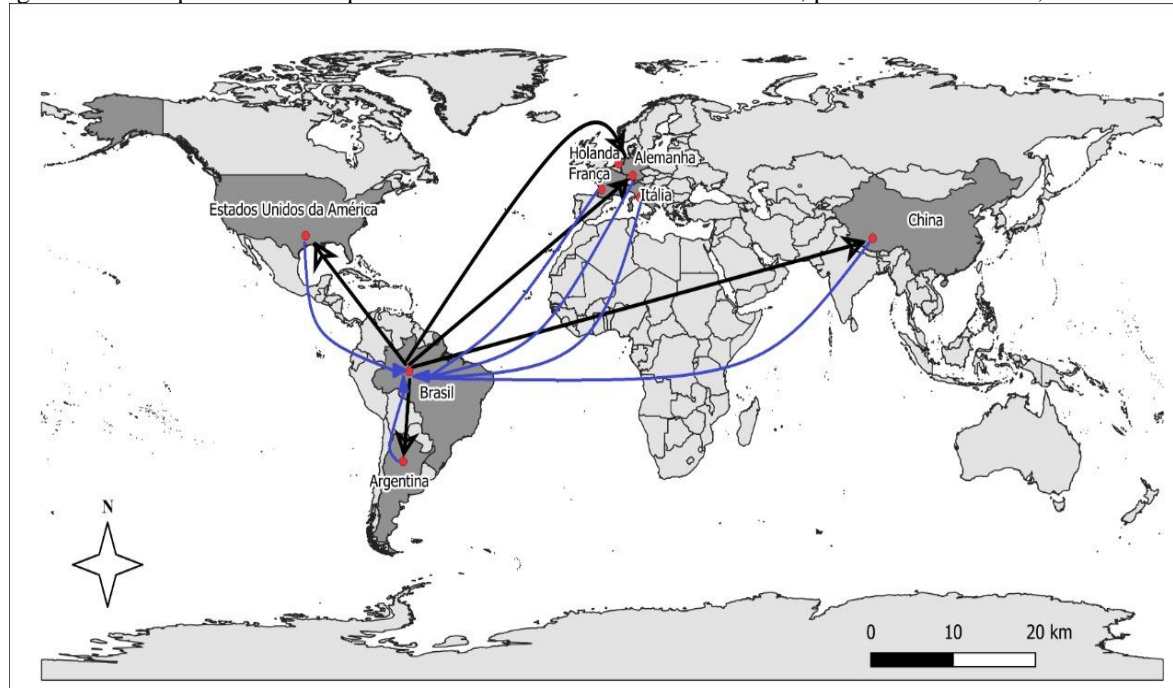 Holanda
Alemanha
França
Itália
Estados Unidos da América
China
Brasil
Argentina
N
0 10 20 km